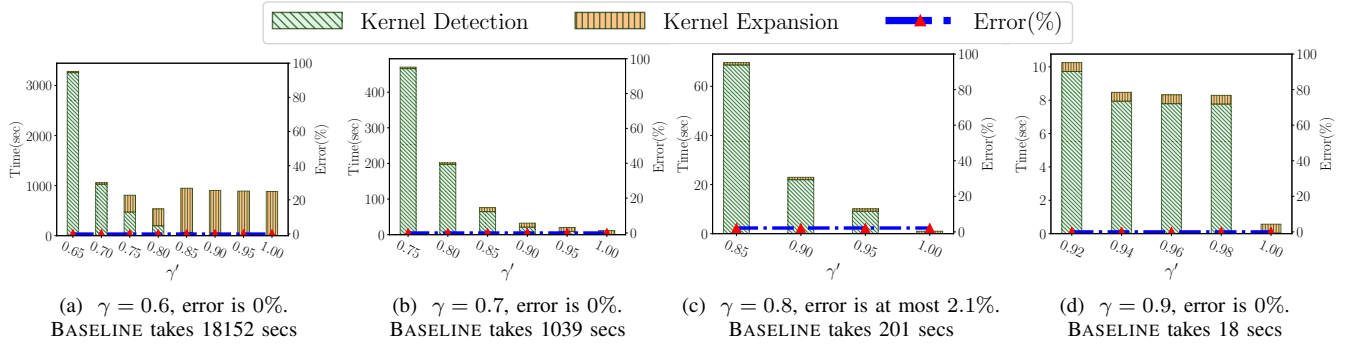 Kernel Detection Kernel Expansion Error(%)
3000
2000
1000
0
Time(sec)
100
80
60
40
20
0
Error(%)
0.65 0.70 0.75 0.80 0.85 0.90 0.95 1.00
γ′
(a) γ = 0.6, error is 0%.
BASELINE takes 18152 secs
400
300
200
100
0
Time(sec)
100
80
60
40
20
0
Error(%)
0.75 0.80 0.85 0.90 0.95 1.00
γ′
(b) γ = 0.7, error is 0%.
BASELINE takes 1039 secs
60
40
20
0
Time(sec)
100
80
60
40
20
0
Error(%)
0.85 0.90 0.95 1.00
γ′
(c) γ = 0.8, error is at most 2.1%.
BASELINE takes 201 secs
10
8
6
4
2
0
Time(sec)
100
80
60
40
20
0
Error(%)
0.92 0.94 0.96 0.98 1.00
γ′
(d) γ = 0.9, error is 0%.
BASELINE takes 18 secs